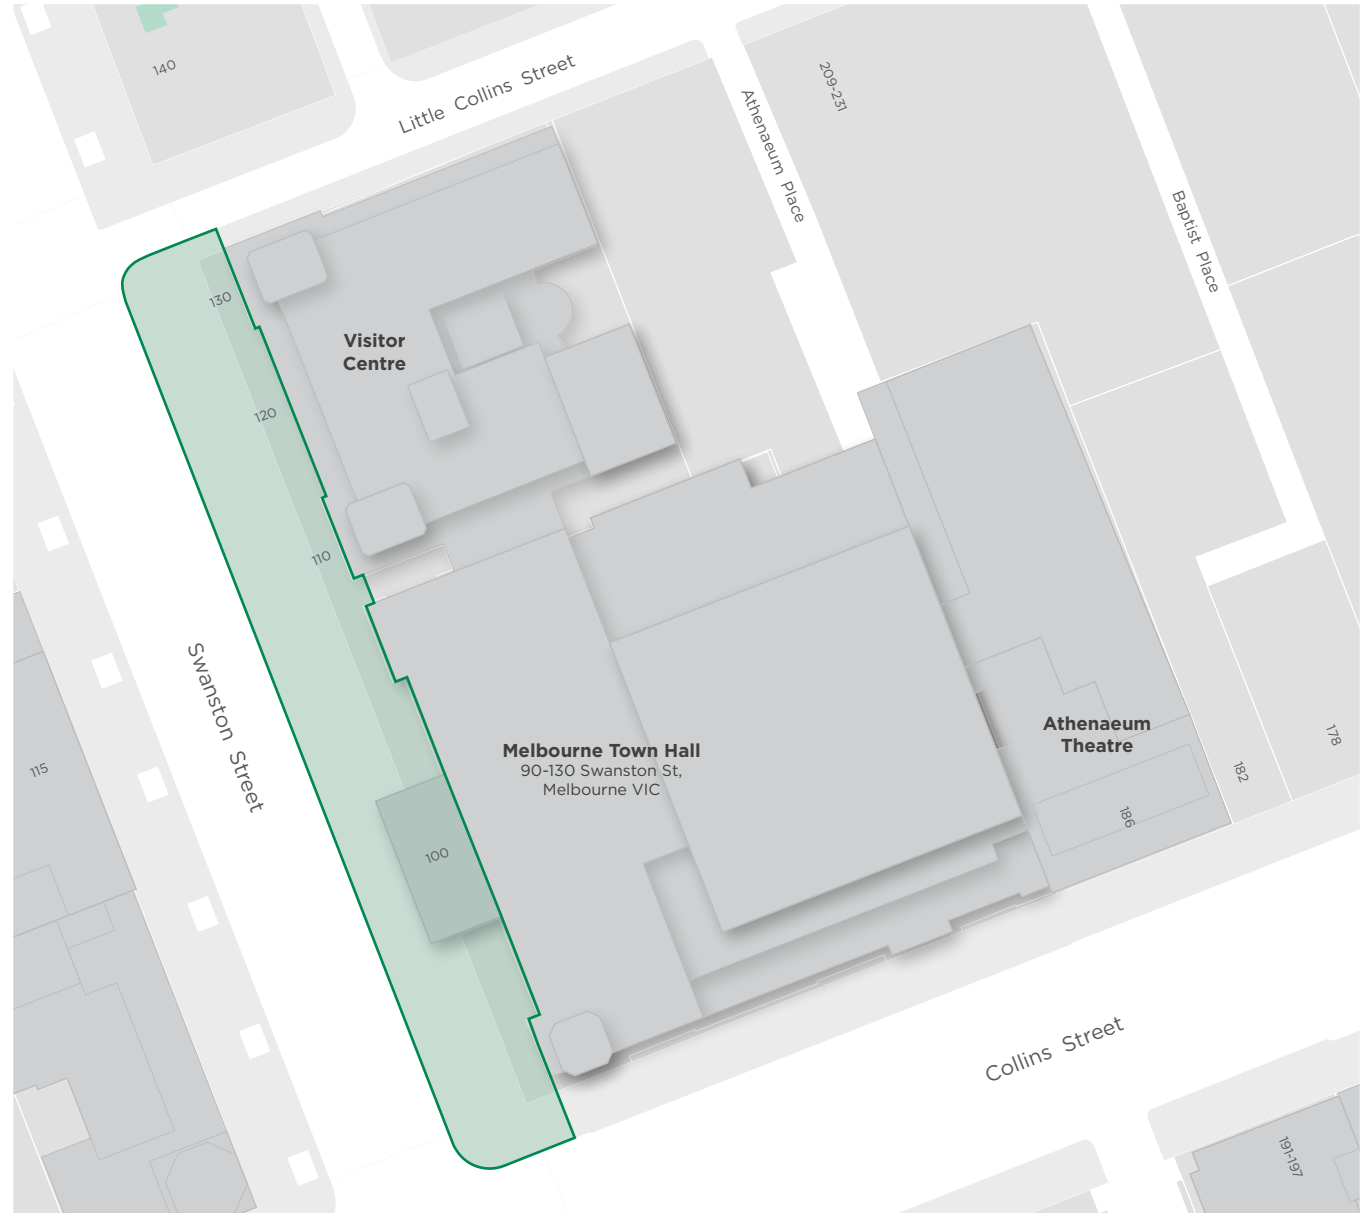 140
Little Collins Street
209-231
Athenaeum Place
Baptist Place
130
Visitor
Centre
120
110
Swanston Street
115
Melbourne Town Hall
90-130 Swanston St,
Melbourne VIC
100
Athenaeum
Theatre
178
182
186
Collins Street
191-197